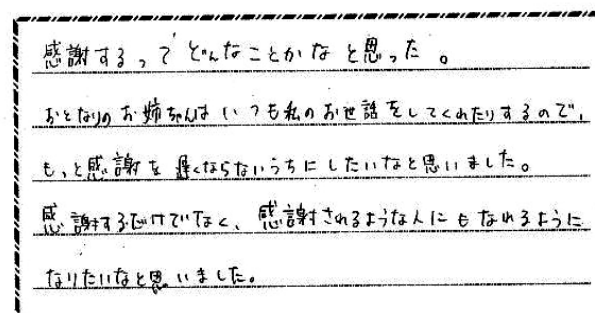 感謝するってどんなことかなと思った。
おとなりのお姉ちゃんはいつも私のお世話をしてくれたりするので、
もっと感謝を遅くならないうちにしたいなと思いました。
感謝するだけでなく、感謝されるような人にもなれるように
なりたいなと思いました。